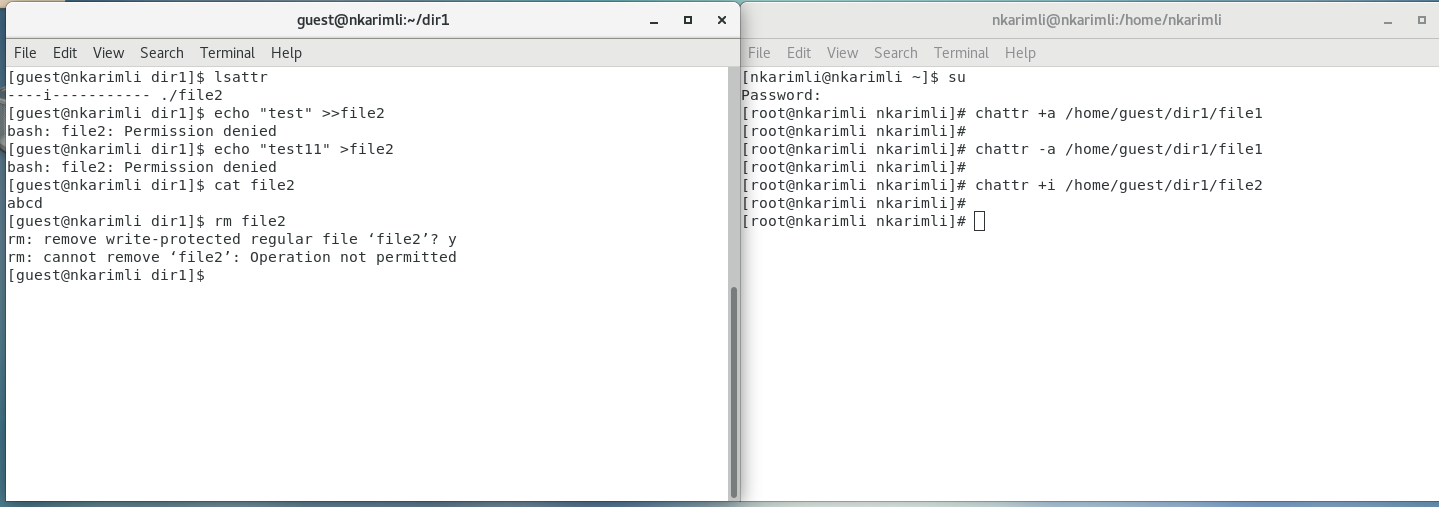 guest@nkarimli:~/dir1
File Edit View Search Terminal Help
[guest@nkarimli dir1]$ lsattr
----i----------- ./file2
[guest@nkarimli dir1]$ echo "test" >>file2
bash: file2: Permission denied
[guest@nkarimli dir1]$ echo "test11" >file2
bash: file2: Permission denied
[guest@nkarimli dir1]$ cat file2
abcd
[guest@nkarimli dir1]$ rm file2
rm: remove write-protected regular file ‘file2’? y
rm: cannot remove ‘file2’: Operation not permitted
[guest@nkarimli dir1]$
nkarimli@nkarimli:/home/nkarimli
File Edit View Search Terminal Help
[nkarimli@nkarimli ~]$ su
Password:
[root@nkarimli nkarimli]# chattr +a /home/guest/dir1/file1
[root@nkarimli nkarimli]#
[root@nkarimli nkarimli]# chattr -a /home/guest/dir1/file1
[root@nkarimli nkarimli]#
[root@nkarimli nkarimli]# chattr +i /home/guest/dir1/file2
[root@nkarimli nkarimli]#
[root@nkarimli nkarimli]#